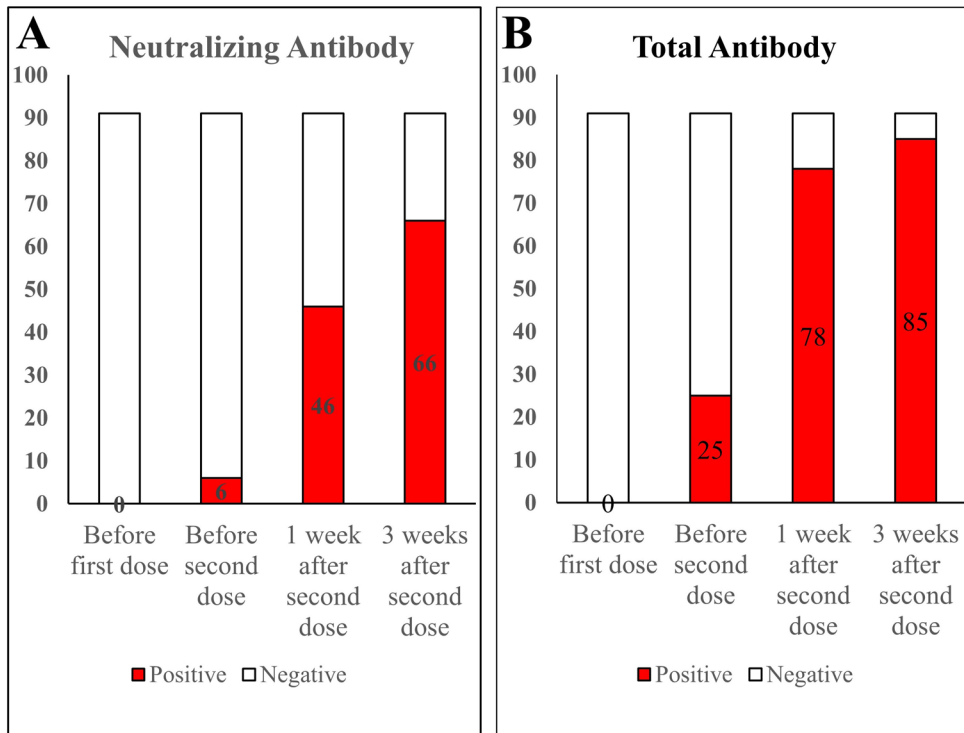 A
Neutralizing Antibody
100
90
80
70
60
50
40
30
20
10
0
0
6
46
66
Before first dose
Before second dose
1 week after second dose
3 weeks after second dose
Positive
Negative
B
Total Antibody
100
90
80
70
60
50
40
30
20
10
0
0
25
78
85
Before first dose
Before second dose
1 week after second dose
3 weeks after second dose
Positive
Negative